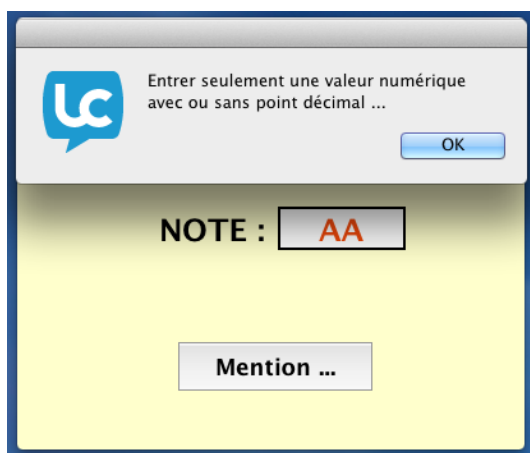 Entrer seulement une valeur numérique
avec ou sans point décimal ...
OK
NOTE : AA
Mention ...